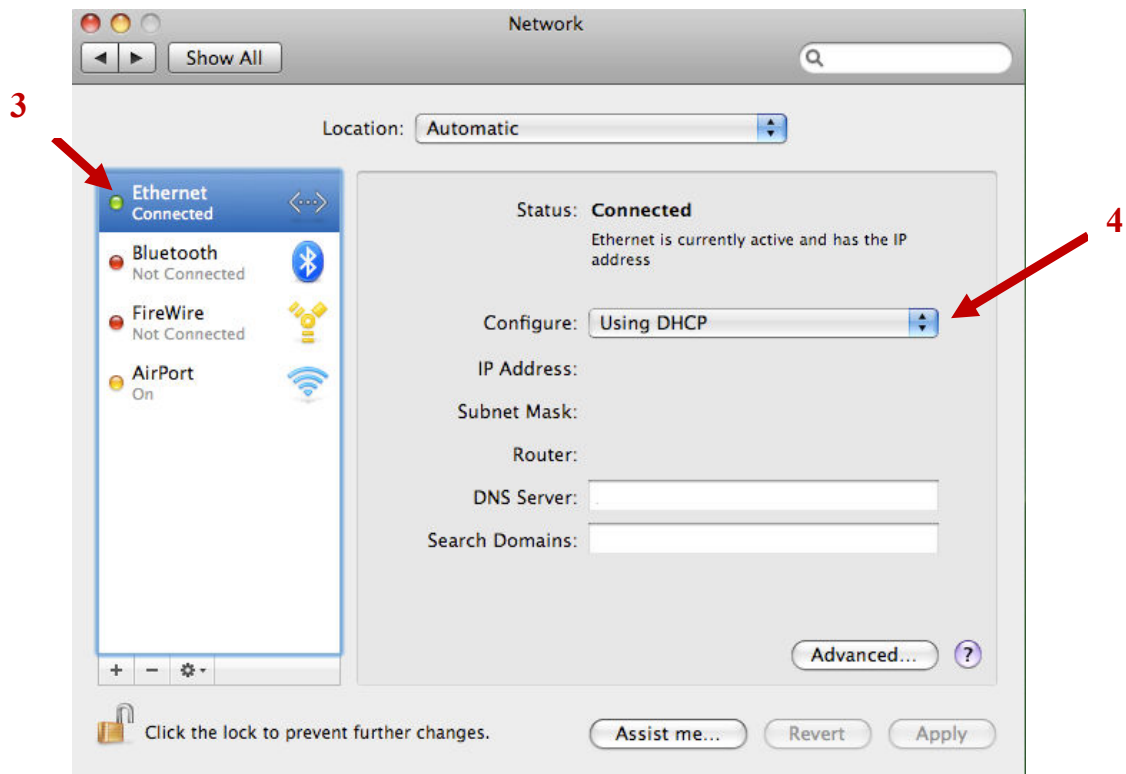 Network
Show All
3
Location: Automatic
Ethernet
Connected
Bluetooth
Not Connected
FireWire
Not Connected
AirPort
On
Status: Connected
Ethernet is currently active and has the IP
address
4
Configure: Using DHCP
IP Address:
Subnet Mask:
Router:
DNS Server:
Search Domains:
Advanced... ?
+ −
Click the lock to prevent further changes.
Assist me... Revert Apply